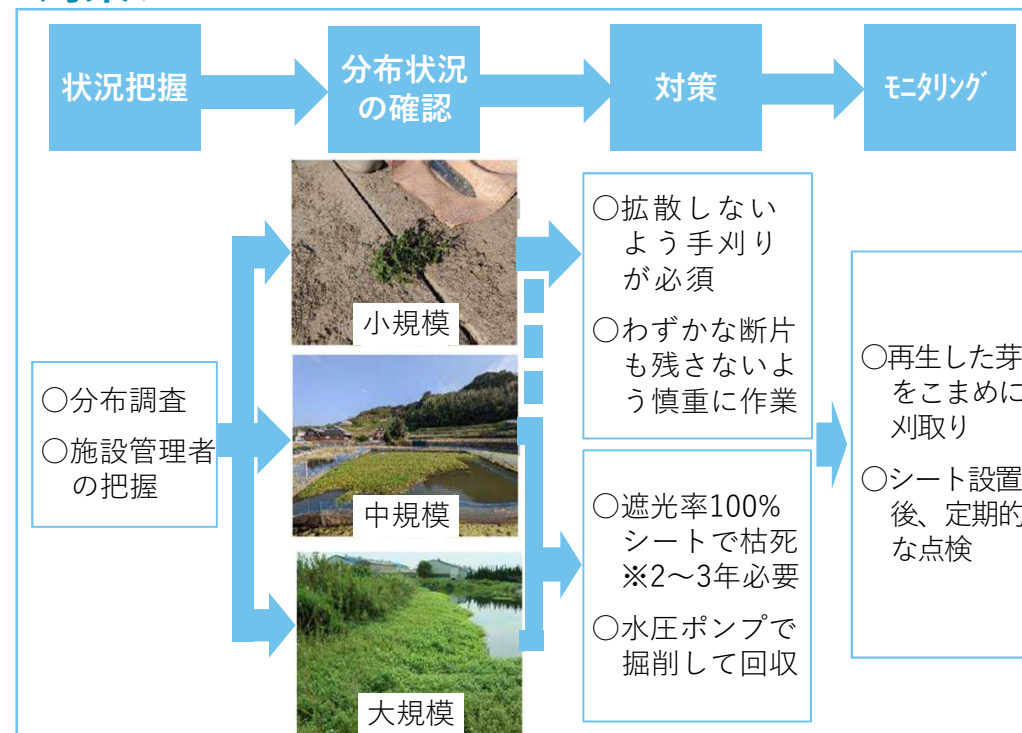 状況把握
分布状況
の確認
対策
ﾓﾆﾀﾘﾝｸﾞ
○分布調査
○施設管理者
の把握
小規模
中規模
大規模
○拡散しない
よう手刈り
が必須
○わずかな断片
も残さないよ
う慎重に作業
○遮光率100%
シートで枯死
※2～3年必要
○水圧ポンプで
掘削して回収
○再生した芽
をこまめに
刈取り
○シート設置
後、定期的
な点検